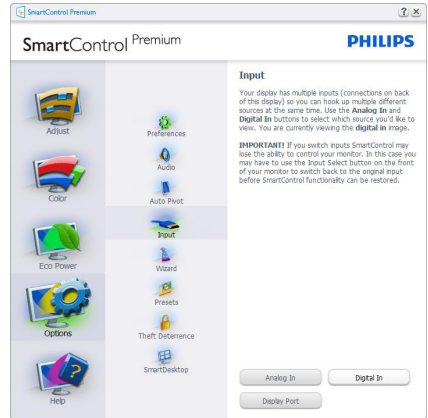 SmartControl Premium
SmartControl Premium
PHILIPS
Adjust
Color
Eco Power
Options
Help
Preferences
Audio
Auto Pivot
Input
Wizard
Presets
Theft Deterrence
SmartDesktop
Input
Your display has multiple inputs (connections on back
of this display) so you can hook up multiple different
sources at the same time. Use the Analog In and
Digital In buttons to select which source you'd like to
view. You are currently viewing the digital in image.
IMPORTANT! If you switch inputs SmartControl may
lose the ability to control your monitor. In this case you
may have to use the Input Select button on the front
of your monitor to switch back to the original input
before SmartControl functionality can be restored.
Analog In
Digital In
Display Port